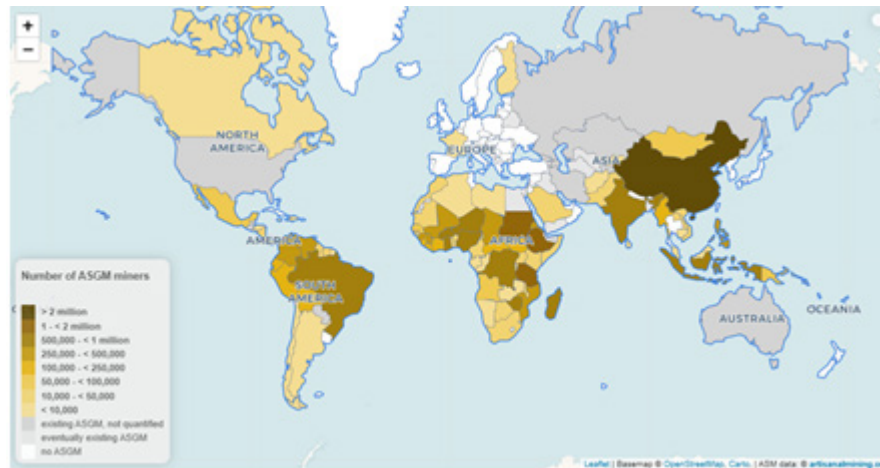 +
−
NORTH
AMERICA
EUROPE
ASIA
AMERICA
AFRICA
SOUTH
AMERICA
AUSTRALIA
OCEANIA
Number of ASGM miners
> 2 million
1 - < 2 million
500,000 - < 1 million
250,000 - < 500,000
100,000 - < 250,000
50,000 - < 100,000
10,000 - < 50,000
< 10,000
existing ASGM, not quantified
eventually existing ASGM
no ASGM
Leaflet | Basemap © OpenStreetMap, Carto, | ASM data: © artisanalmining.